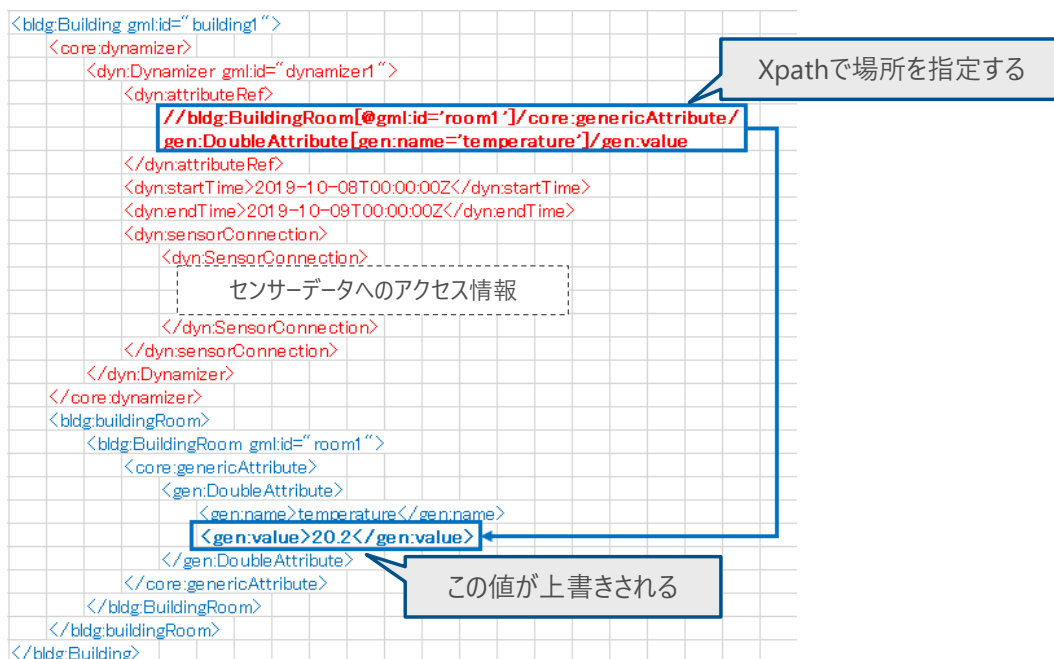 <bldg:Building gml:id="building1">
<core:dynamizer>
<dyn:Dynamizer gml:id="dynamizer1">
<dyn:attributeRef>
Xpathで場所を指定する
//bldg:BuildingRoom[@gml:id='room1']/core:genericAttribute/
gen:DoubleAttribute[gen:name='temperature']/gen:value
</dyn:attributeRef>
<dyn:startTime>2019-10-08T00:00:00Z</dyn:startTime>
<dyn:endTime>2019-10-09T00:00:00Z</dyn:endTime>
<dyn:sensorConnection>
<dyn:SensorConnection>
センサーデータへのアクセス情報
</dyn:SensorConnection>
</dyn:sensorConnection>
</dyn:Dynamizer>
</core:dynamizer>
<bldg:buildingRoom>
<bldg:BuildingRoom gml:id="room1">
<core:genericAttribute>
<gen:DoubleAttribute>
<gen:name>temperature</gen:name>
<gen:value>20.2</gen:value>
</gen:DoubleAttribute>
この値が上書きされる
</core:genericAttribute>
</bldg:BuildingRoom>
</bldg:buildingRoom>
</bldg:Building>